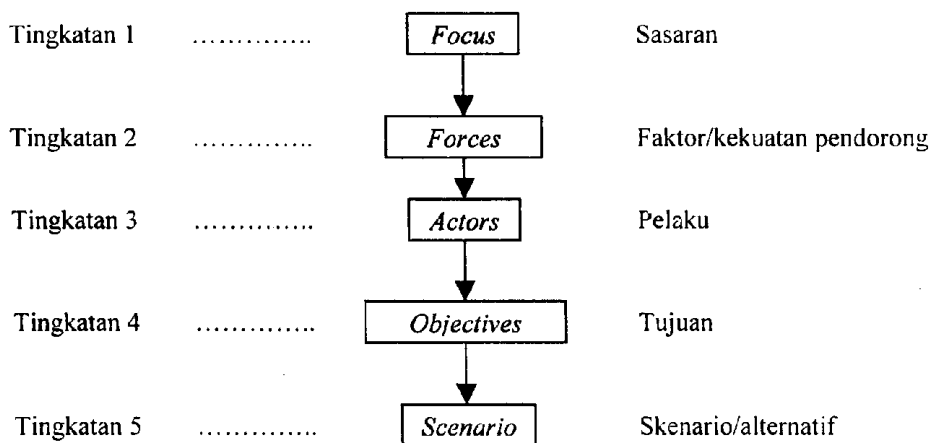 Tingkatan 1 .............. Focus Sasaran
Tingkatan 2 .............. Forces Faktor/kekuatan pendorong
Tingkatan 3 .............. Actors Pelaku
Tingkatan 4 .............. Objectives Tujuan
Tingkatan 5 .............. Scenario Skenario/alternatif